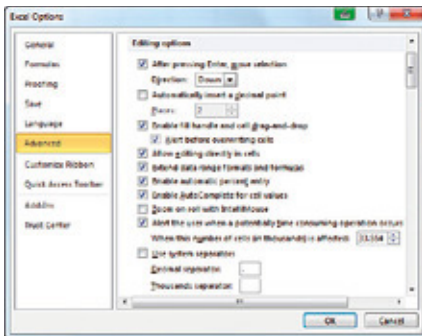 Excel Options
General
Formulas
Proofing
Save
Language
Advanced
Customize Ribbon
Quick Access Toolbar
Add-Ins
Trust Center
Editing options
After pressing Enter, move selection
Direction: Down
Automatically insert a decimal point
Places: 2
Enable fill handle and cell drag-and-drop
Alert before overwriting cells
Allow editing directly in cells
Extend data range formats and formulas
Enable automatic percent entry
Enable AutoComplete for cell values
Zoom on roll with IntelliMouse
Alert the user when a potentially time consuming operation occurs
When this number of cells (in thousands) is affected:
Use system separators
Decimal separator: .
Thousands separator:
OK
Cancel